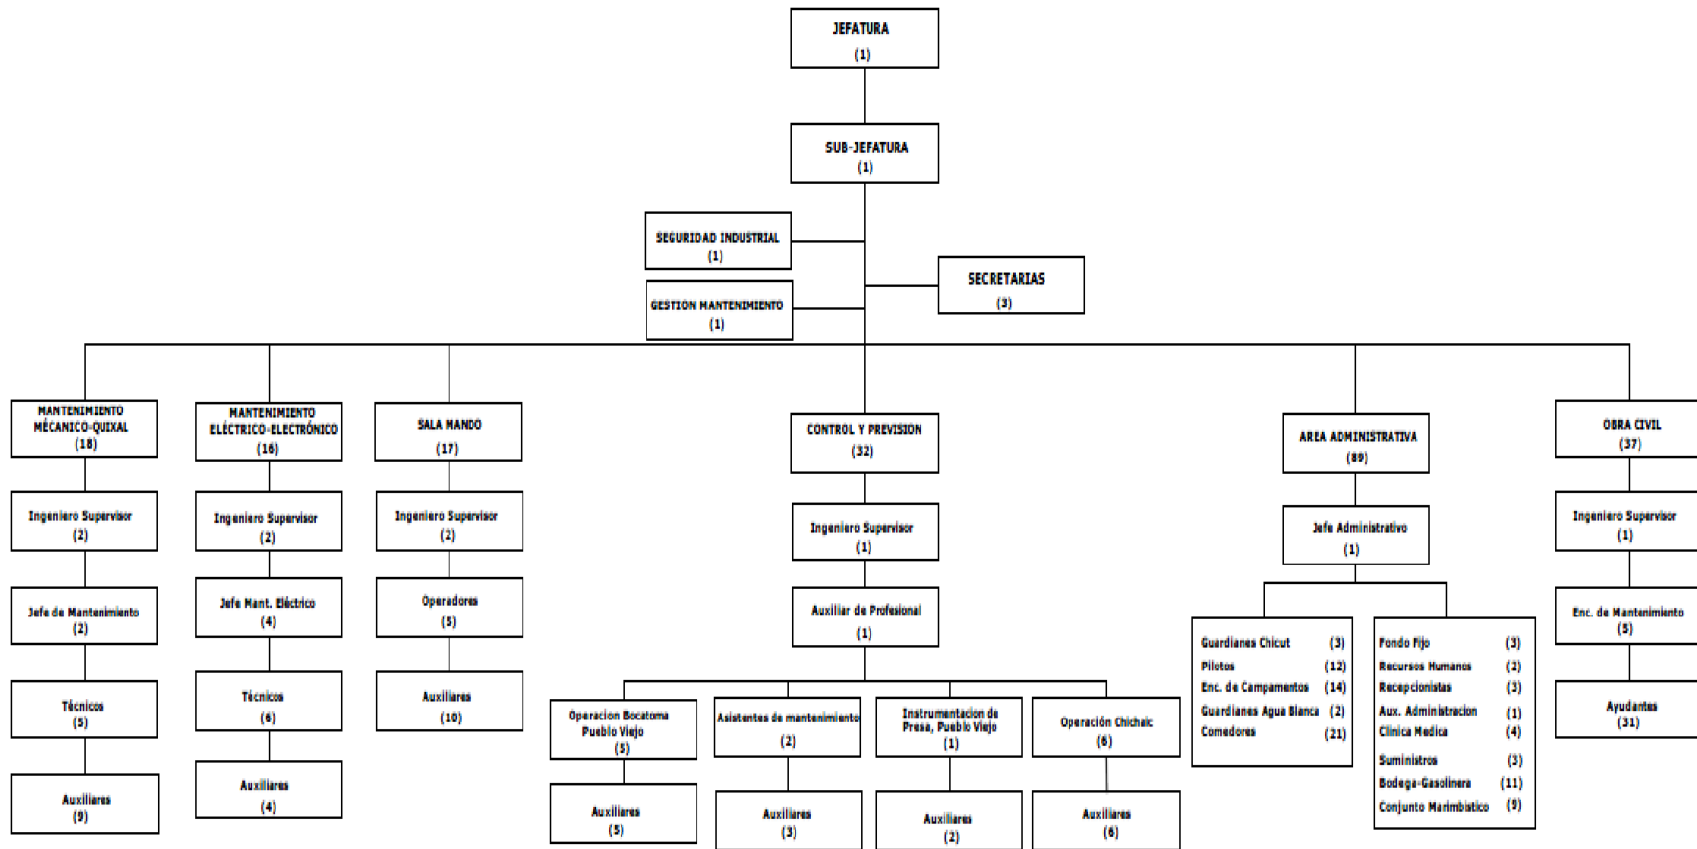 JEFATURA
(1)
SUB-JEFATURA
(1)
SEGURIDAD INDUSTRIAL
(1)
SECRETARIAS
(3)
GESTIÓN MANTENIMIENTO
(1)
MANTENIMIENTO
MÉCANICO-QUIXAL
(18)
Ingeniero Supervisor
(2)
Jefe de Mantenimiento
(2)
Técnicos
(5)
Auxiliares
(9)
MANTENIMIENTO
ELÉCTRICO-ELECTRÓNICO
(16)
Ingeniero Supervisor
(2)
Jefe Mant. Eléctrico
(4)
Técnicos
(6)
Auxiliares
(4)
SALA MANDO
(17)
Ingeniero Supervisor
(2)
Operadores
(5)
Auxiliares
(10)
CONTROL Y PREVISIÓN
(32)
Ingeniero Supervisor
(1)
Auxiliar de Profesional
(1)
Operacion Bocatoma
Pueblo Viejo
(5)
Auxiliares
(5)
Asistentes de mantenimiento
(2)
Auxiliares
(3)
Instrumentacion de
Presa, Pueblo Viejo
(1)
Auxiliares
(2)
Operación Chichaic
(6)
Auxiliares
(6)
AREA ADMINISTRATIVA
(89)
Jefe Administrativo
(1)
Guardianes Chicut (3)
Pilotos (12)
Enc. de Campamentos (14)
Guardianes Agua Blanca (2)
Comedores (21)
Fondo Fijo (3)
Recursos Humanos (2)
Recepcionistas (3)
Aux. Administracion (1)
Clinica Medica (4)
Suministros (3)
Bodega-Gasolinera (11)
Conjunto Marimbistico (9)
OBRA CIVIL
(37)
Ingeniero Supervisor
(1)
Enc. de Mantenimiento
(5)
Ayudantes
(31)